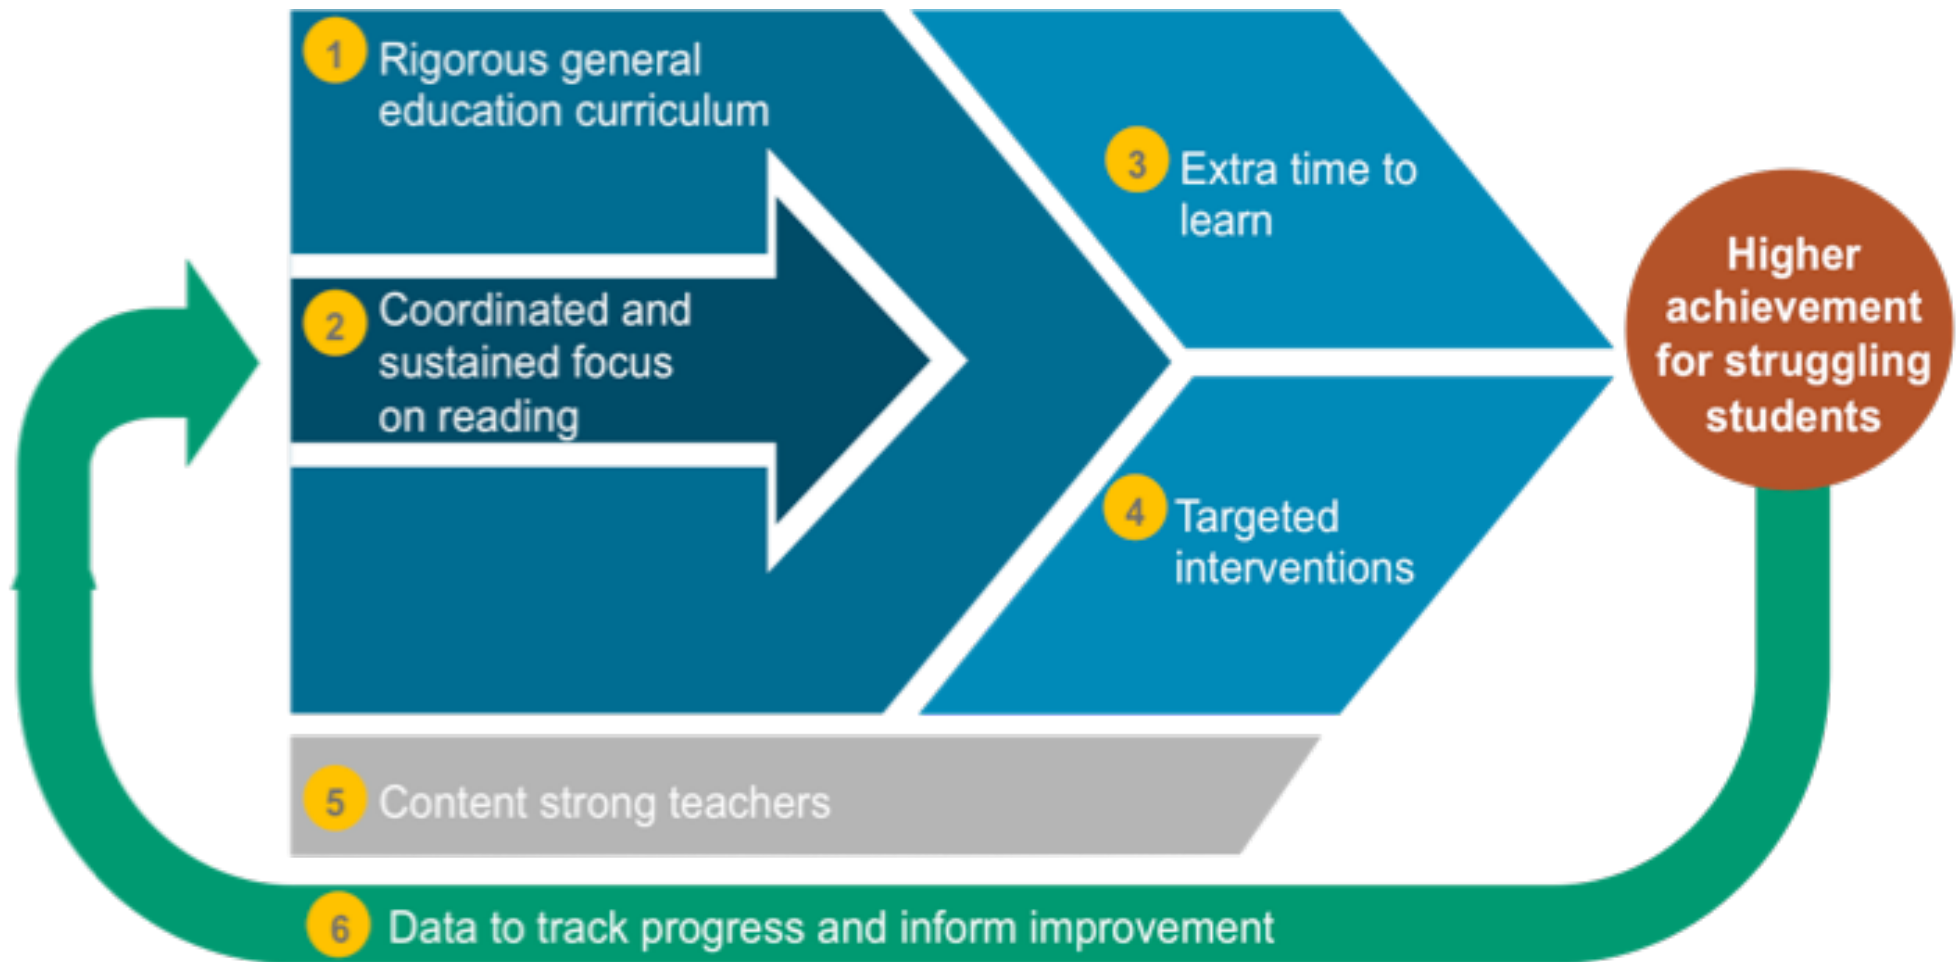 1 Rigorous general
education curriculum
2 Coordinated and
sustained focus
on reading
3 Extra time to
learn
4 Targeted
interventions
Higher
achievement
for struggling
students
5 Content strong teachers
6 Data to track progress and inform improvement